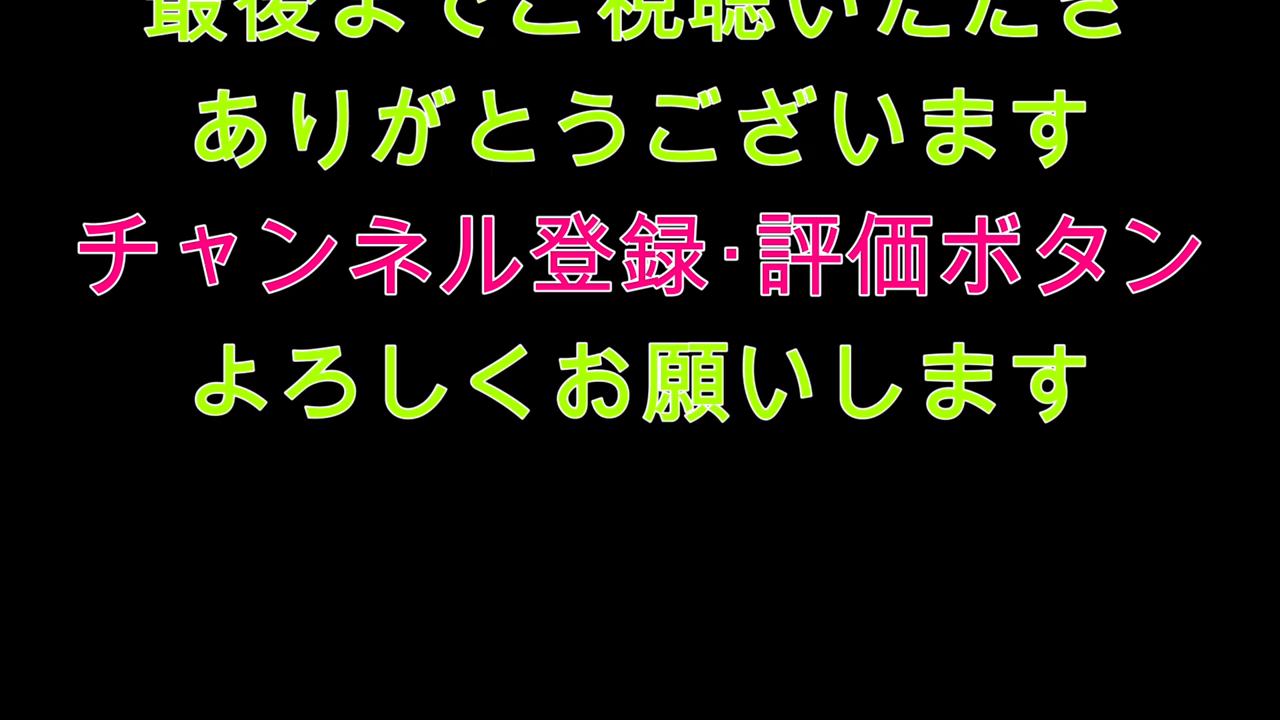 最後までご視聴いただき
ありがとうございます
チャンネル登録・評価ボタン
よろしくお願いします